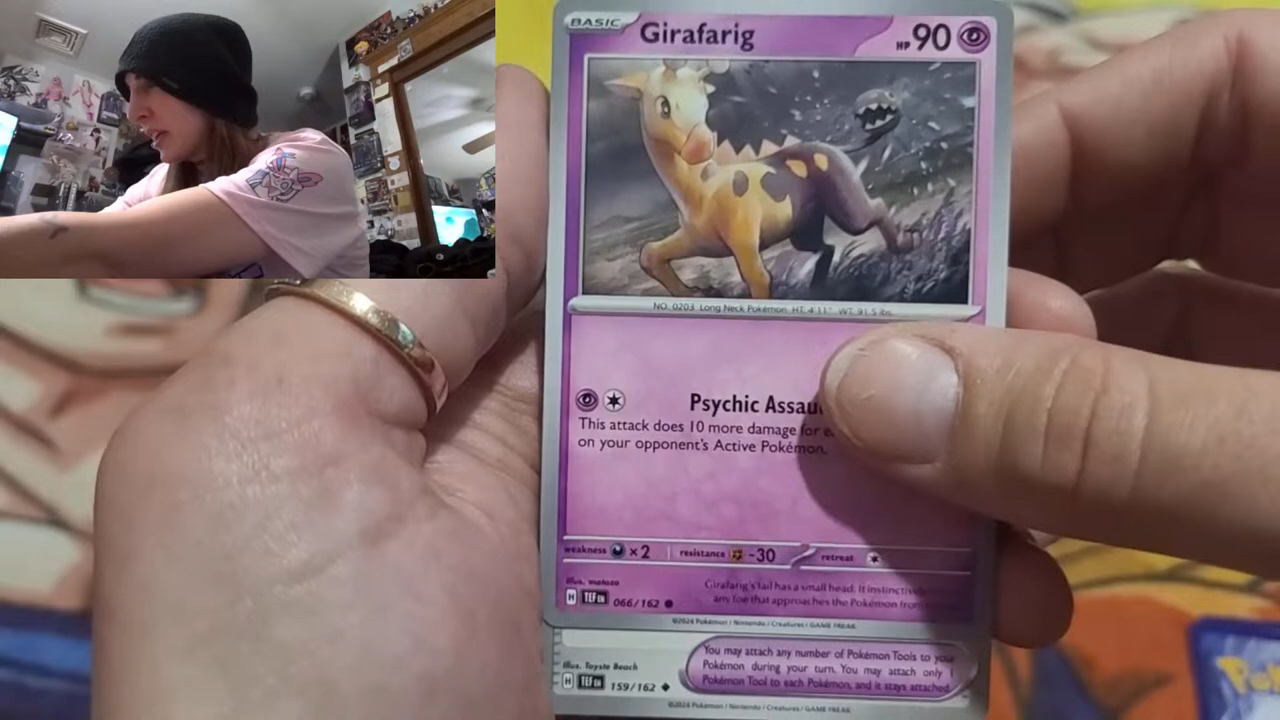 BASIC
Girafarig
HP 90
NO. 0203 Long Neck Pokémon HT: 4'11" WT: 91.5 lbs.
Psychic
This attack does 10 more damage for
on your opponent's Active Pokémon.
weakness ×2 resistance -30 retreat
Illus. matazo
Girafarig's tail has a small head. It instinctively
any foe that approaches the Pokémon from
H TEF EN 066/162
©2024 Pokémon / Nintendo / Creatures / GAME FREAK
You may attach any number of Pokémon Tools to your
Pokémon during your turn. You may attach only 1
Pokémon Tool to each Pokémon, and it stays attached.
Illus. Toyste Beach
H TEF EN 159/162
©2024 Pokémon / Nintendo / Creatures / GAME FREAK